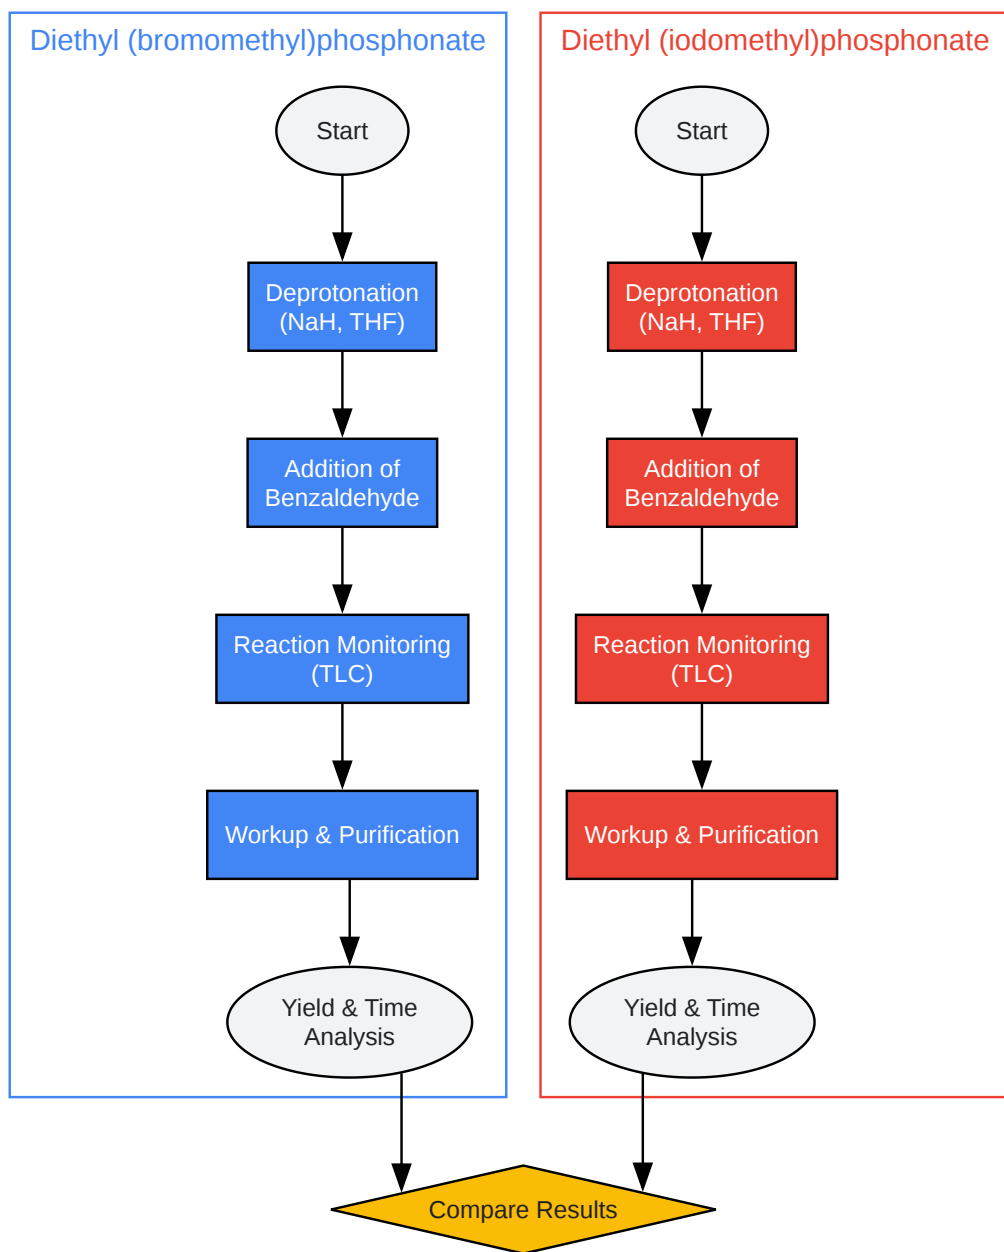 Diethyl (bromomethyl)phosphonate
Start
Deprotonation
(NaH, THF)
Addition of
Benzaldehyde
Reaction Monitoring
(TLC)
Workup & Purification
Yield & Time
Analysis
Diethyl (iodomethyl)phosphonate
Start
Deprotonation
(NaH, THF)
Addition of
Benzaldehyde
Reaction Monitoring
(TLC)
Workup & Purification
Yield & Time
Analysis
Compare Results